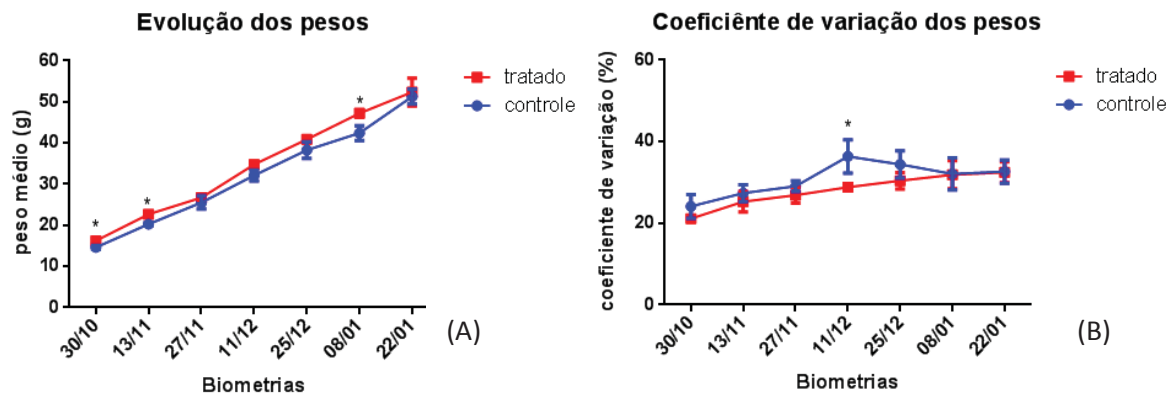 Evolução dos pesos
peso médio (g)
60
50
40
30
20
10
0
*
*
*
tratado
controle
30/10
13/11
27/11
11/12
25/12
08/01
22/01
Biometrias
(A)
Coeficiênte de variação dos pesos
coeficiente de variação (%)
60
40
20
0
*
tratado
controle
30/10
13/11
27/11
11/12
25/12
08/01
22/01
Biometrias
(B)